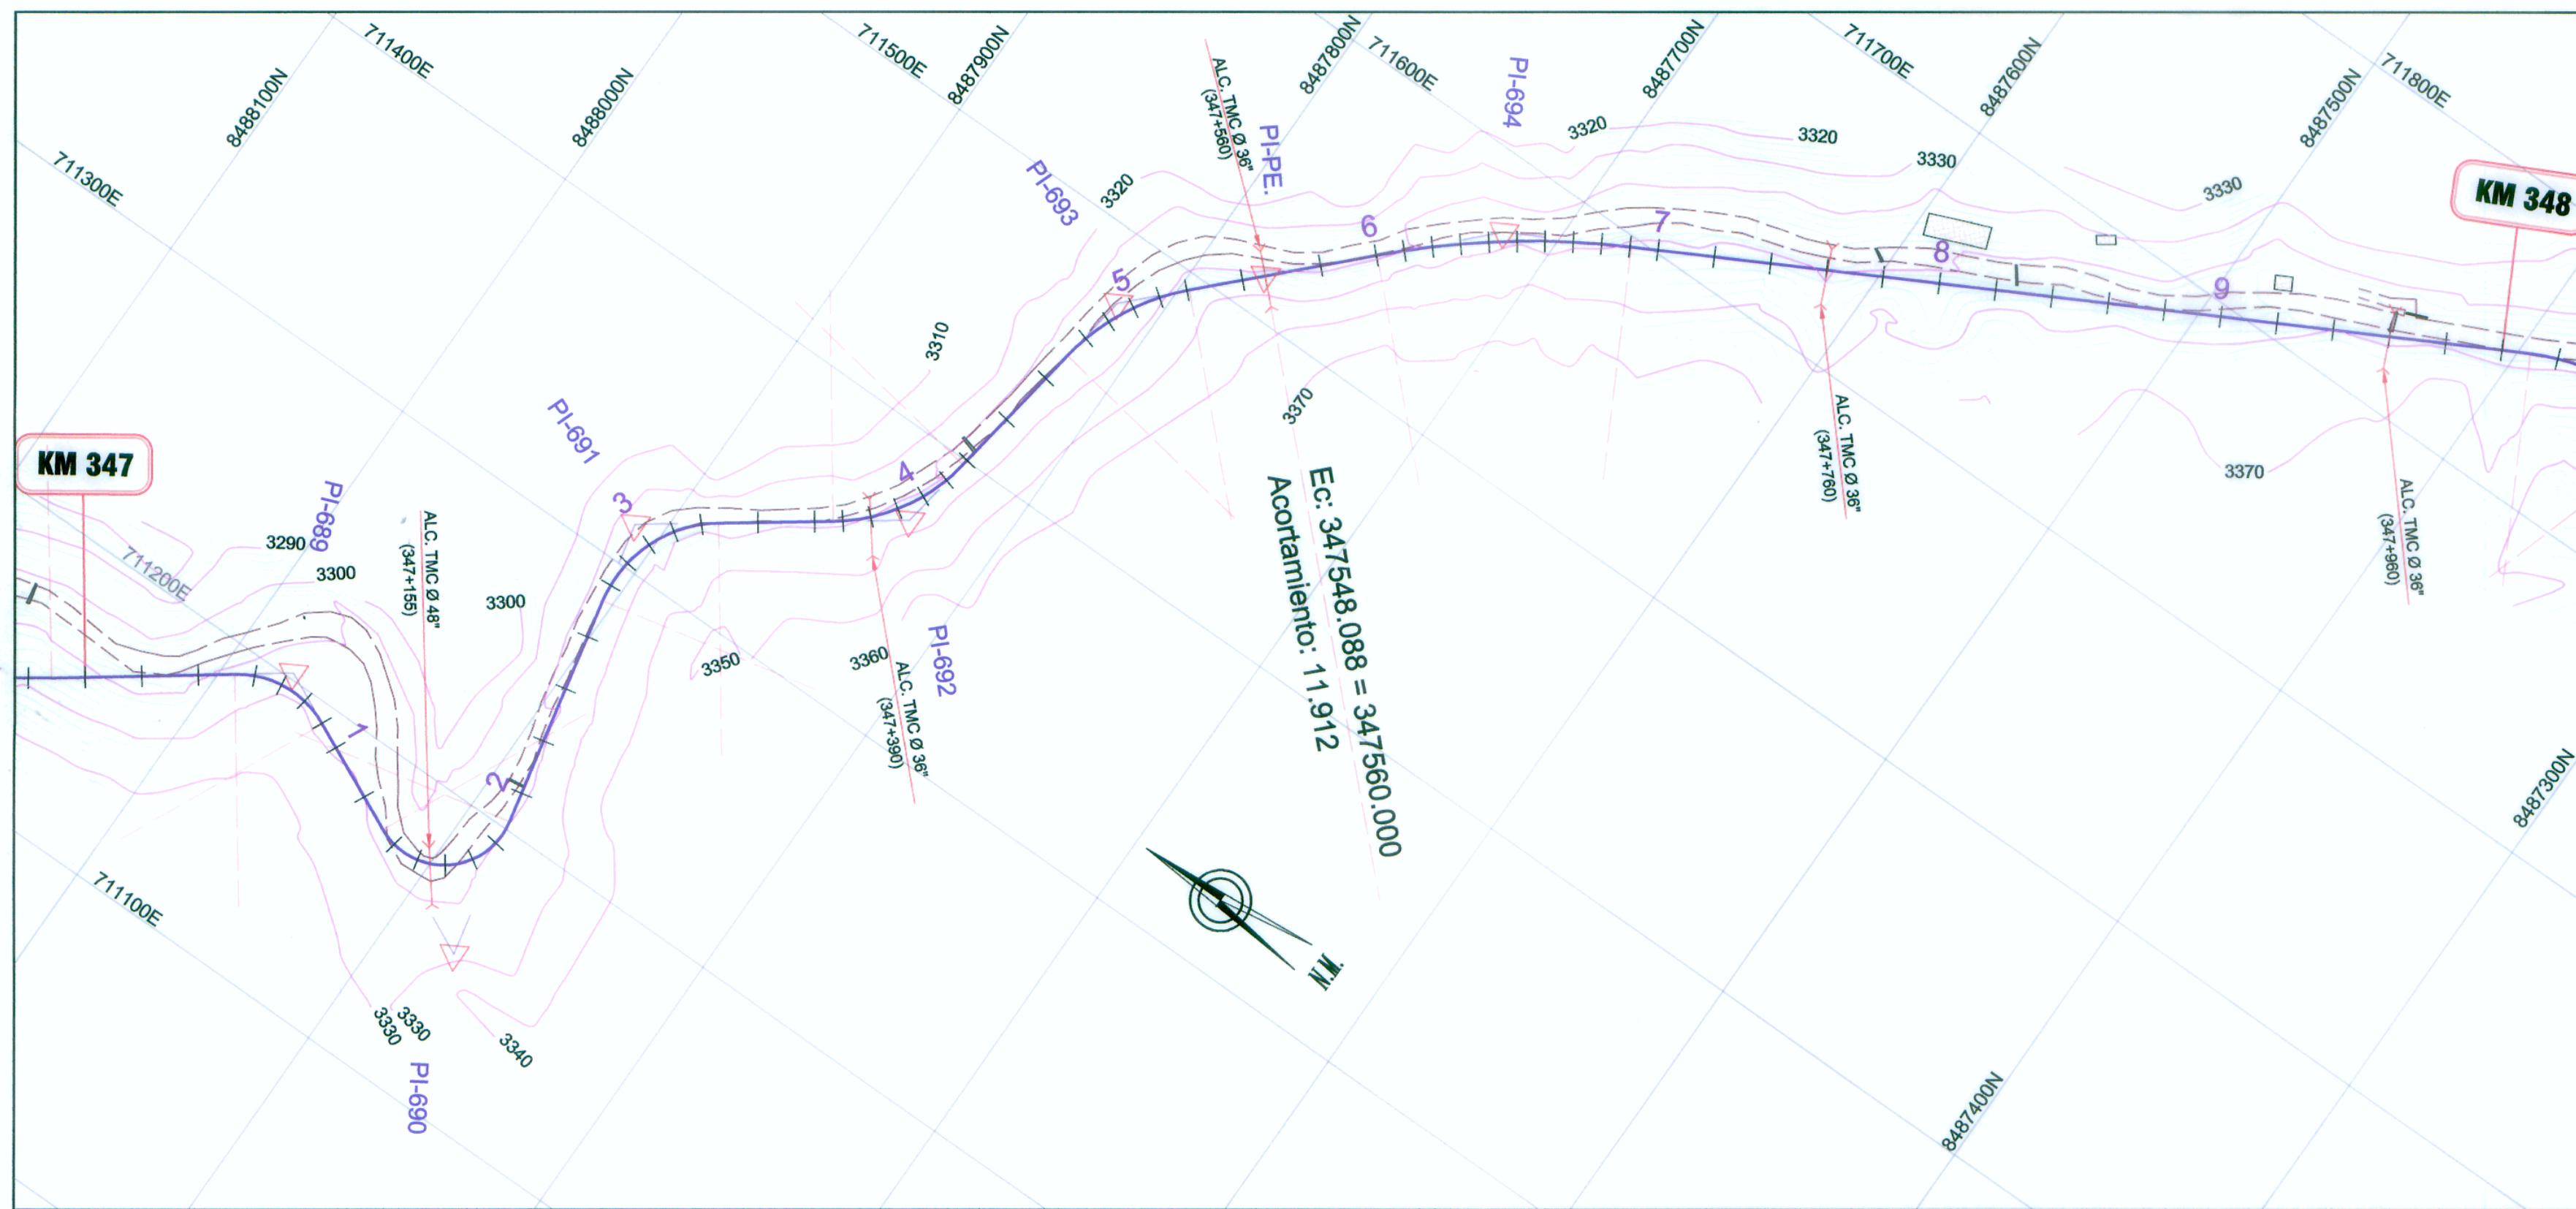 711400E
711500E
8487900N
8487800N
711600E
PI-694
8487700N
711700E
8487600N
711800E
8487500N
8488100N
8488000N
711300E
ALC. TMC Ø 36"
(347+560)
PI-PE.
3320
3320
3330
3330
KM 348
PI-693
3320
5
6
7
8
9
3310
3370
PI-691
KM 347
PI-689
3290
3300
711200E
ALC. TMC Ø 48"
(347+155)
3300
3
4
1
2
3350
3360
PI-692
ALC. TMC Ø 36"
(347+390)
Ec: 347548.088 = 347560.000
Acortamiento: 11.912
ALC. TMC Ø 36"
(347+760)
3370
ALC. TMC Ø 36"
(347+960)
711100E
3330
3330
3340
PI-690
N.M.
8487300N
8487400N